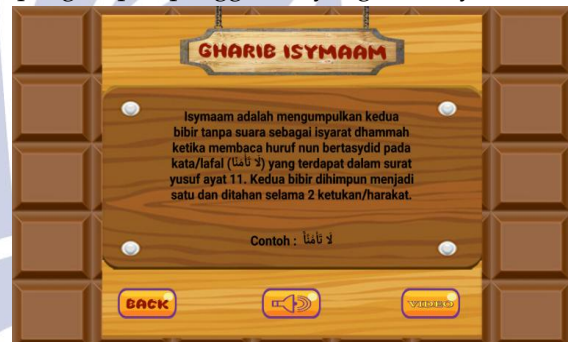 GHARIB ISYMAAM
Isymaam adalah mengumpulkan kedua
bibir tanpa suara sebagai isyarat dhammah
ketika membaca huruf nun bertasydid pada
kata/lafal (لَا تَأْمَنَّا) yang terdapat dalam surat
yusuf ayat 11. Kedua bibir dihimpun menjadi
satu dan ditahan selama 2 ketukan/harakat.
Contoh : لَا تَأْمَنَّا
BACK
VIDEO